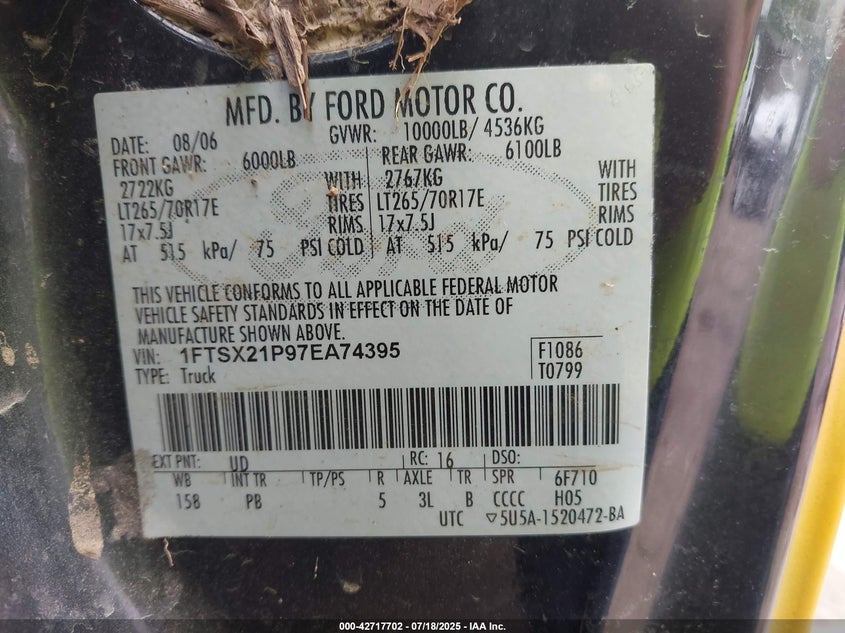 MFD. BY FORD MOTOR CO.
DATE: 08/06 GVWR: 10000LB/ 4536KG
FRONT GAWR: 6000LB REAR GAWR: 6100LB
2722KG WITH 2767KG WITH
LT265/70R17E TIRES LT265/70R17E TIRES
17x7.5J RIMS 17x7.5J RIMS
AT 515 kPa/ 75 PSI COLD AT 515 kPa/ 75 PSI COLD
THIS VEHICLE CONFORMS TO ALL APPLICABLE FEDERAL MOTOR
VEHICLE SAFETY STANDARDS IN EFFECT ON THE DATE OF
MANUFACTURE SHOWN ABOVE.
VIN: 1FTSX21P97EA74395 F1086
TYPE: Truck T0799
EXT PNT: UD RC: 16 DSO:
WB INT TR TP/PS R AXLE TR SPR 6F710
158 PB 5 3L B CCCC H05
UTC ▽5U5A-1520472-BA
000-42717702 - 07/18/2025 - IAA Inc.